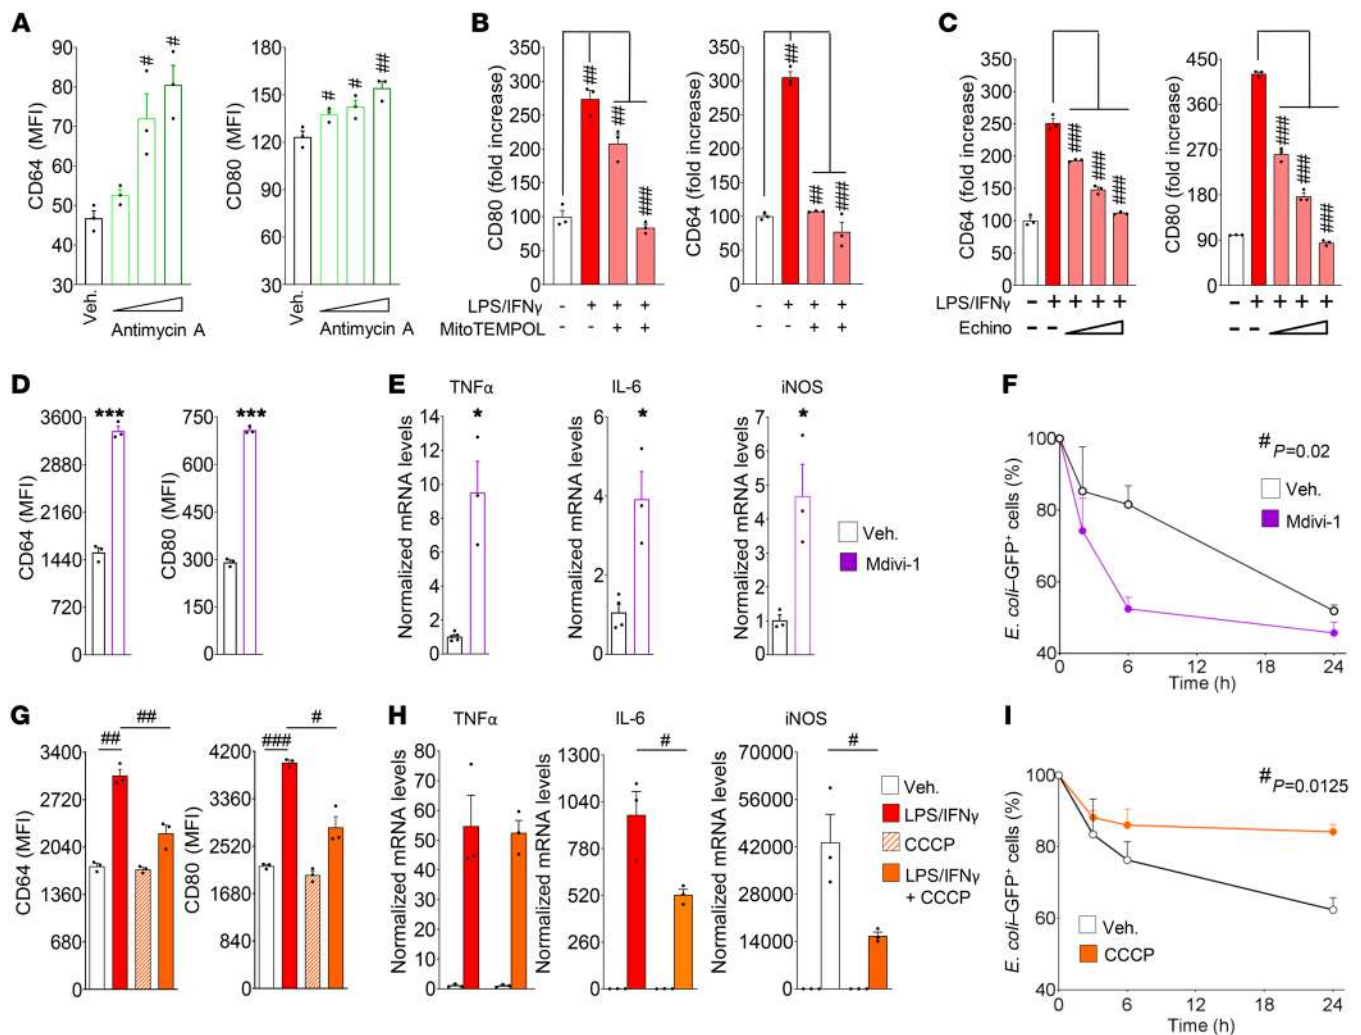 A
CD64 (MFI)
90
80
70
60
50
40
30
# #
Veh.
Antimycin A
CD80 (MFI)
180
150
120
90
60
30
# # ##
Veh.
Antimycin A
B
CD80 (fold increase)
350
300
250
200
150
100
50
0
## ## ###
LPS/IFNγ - + + +
MitoTEMPOL - - + +
CD64 (fold increase)
350
300
250
200
150
100
50
0
## ## ###
- + + +
- - + +
C
CD64 (fold increase)
350
300
250
200
150
100
50
0
### ### ###
LPS/IFNγ - + + + +
Echino - -
CD80 (fold increase)
450
360
270
180
90
0
### ### ###
- + + + +
- -
D
CD64 (MFI)
3600
2880
2160
1440
720
0
***
CD80 (MFI)
750
600
450
300
150
0
***
E
TNFα
Normalized mRNA levels
14
12
10
8
6
4
2
0
*
IL-6
Normalized mRNA levels
6
4
2
0
*
iNOS
Normalized mRNA levels
7
6
5
4
3
2
1
0
*
Veh.
Mdivi-1
F
E. coli–GFP+ cells (%)
100
80
60
40
0 6 12 18 24
Time (h)
# P=0.02
Veh.
Mdivi-1
G
CD64 (MFI)
3400
2720
2040
1360
680
0
## ##
CD80 (MFI)
4200
3360
2520
1680
840
0
### #
H
TNFα
Normalized mRNA levels
80
70
60
50
40
30
20
10
0
IL-6
Normalized mRNA levels
1300
1040
780
520
260
0
#
iNOS
Normalized mRNA levels
70000
56000
42000
28000
14000
0
#
Veh.
LPS/IFNγ
CCCP
LPS/IFNγ
+ CCCP
I
E. coli–GFP+ cells (%)
100
80
60
40
0 6 12 18 24
Time (h)
# P=0.0125
Veh.
CCCP